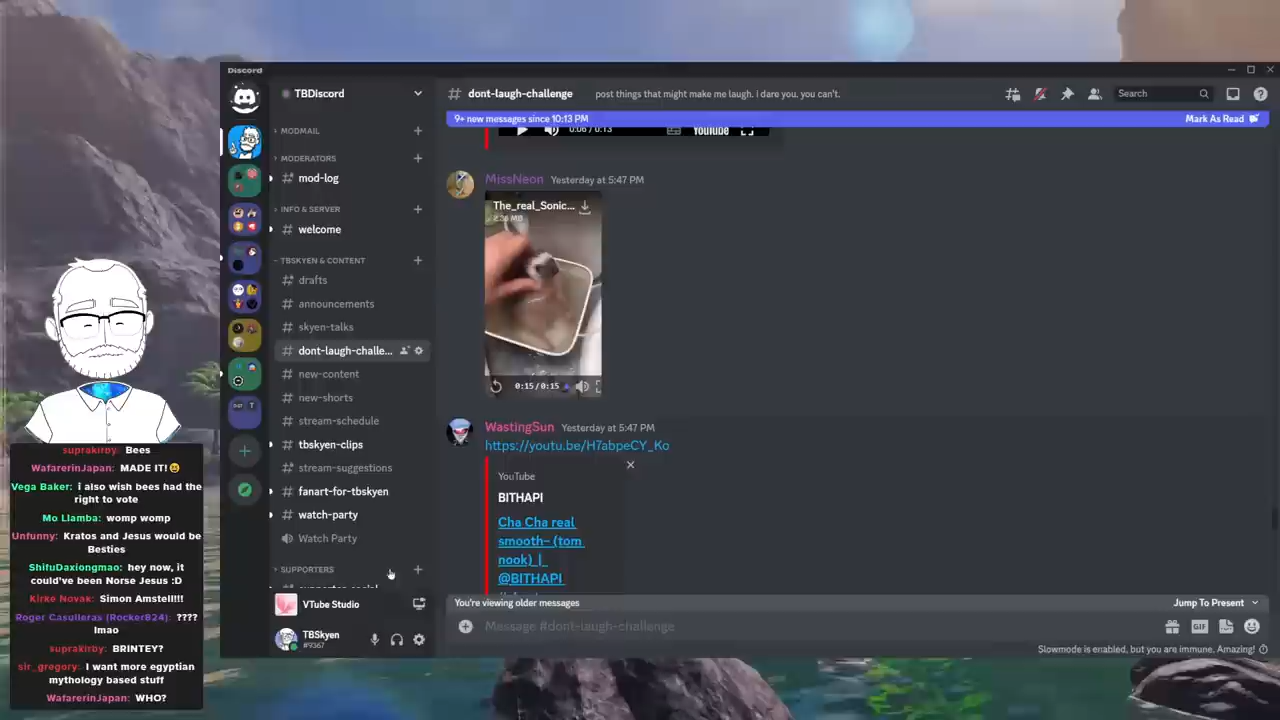 Discord
TBDiscord
dont-laugh-challenge
post things that might make me laugh. i dare you, you can't.
Search
9+ new messages since 10:13 PM
Mark As Read
0:06 / 0:13
YouTube
MODMAIL
MODERATORS
mod-log
INFO & SERVER
welcome
TBSKYEN & CONTENT
drafts
announcements
skyen-talks
dont-laugh-challe...
new-content
new-shorts
stream-schedule
tbskyen-clips
stream-suggestions
fanart-for-tbskyen
watch-party
Watch Party
SUPPORTERS
VTube Studio
TBSkyen
#9367
MissNeon Yesterday at 5:47 PM
The_real_Sonic...
0:15/0:15
WastingSun Yesterday at 5:47 PM
https://youtu.be/H7abpeCY_Ko
YouTube
BITHAPI
Cha Cha real
smooth~ (tom
nook) |
@BITHAPI
You're viewing older messages
Jump To Present
Message #dont-laugh-challenge
GIF
Slowmode is enabled, but you are immune. Amazing!
suprakirby: Bees
WafarerinJapan: MADE IT!😃
Vega Baker: i also wish bees had the
right to vote
Mo Llamba: womp womp
Unfunny: Kratos and Jesus would be
Besties
ShifuDaxiongmao: hey now, it
could've been Norse Jesus :D
Kirke Novak: Simon Amstell!!!
Roger Casulleras (Rocker824): ????
lmao
suprakirby: BRINTEY?
sir_gregory: I want more egyptian
mythology based stuff
WafarerinJapan: WHO?